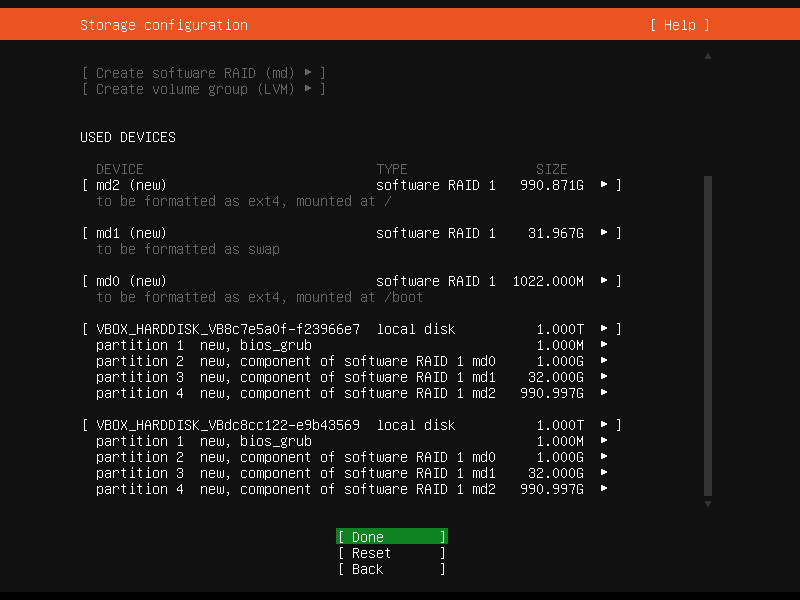 Storage configuration [ Help ]
[ Create software RAID (md) ▸ ]
[ Create volume group (LVM) ▸ ]
USED DEVICES
DEVICE TYPE SIZE
[ md2 (new) software RAID 1 990.871G ▸ ]
to be formatted as ext4, mounted at /
[ md1 (new) software RAID 1 31.967G ▸ ]
to be formatted as swap
[ md0 (new) software RAID 1 1022.000M ▸ ]
to be formatted as ext4, mounted at /boot
[ VBOX_HARDDISK_VB8c7e5a0f-f23966e7 local disk 1.000T ▸ ]
partition 1 new, bios_grub 1.000M ▸
partition 2 new, component of software RAID 1 md0 1.000G ▸
partition 3 new, component of software RAID 1 md1 32.000G ▸
partition 4 new, component of software RAID 1 md2 990.997G ▸
[ VBOX_HARDDISK_VBdc8cc122-e9b43569 local disk 1.000T ▸ ]
partition 1 new, bios_grub 1.000M ▸
partition 2 new, component of software RAID 1 md0 1.000G ▸
partition 3 new, component of software RAID 1 md1 32.000G ▸
partition 4 new, component of software RAID 1 md2 990.997G ▸
[ Done ]
[ Reset ]
[ Back ]